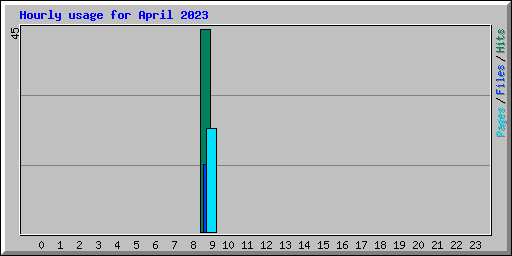 Hourly usage for April 2023
45
Pages/Files/Hits
0 1 2 3 4 5 6 7 8 9 10 11 12 13 14 15 16 17 18 19 20 21 22 23